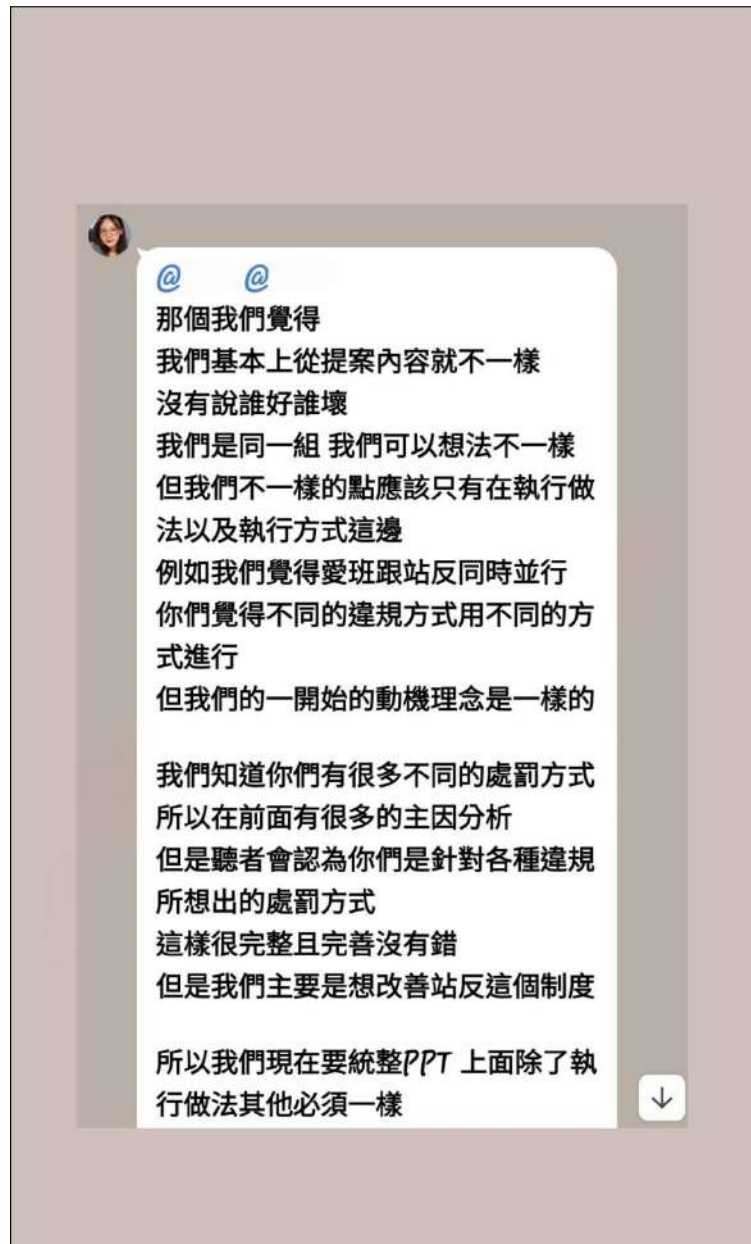 @ @
那個我們覺得
我們基本上從提案內容就不一樣
沒有說誰好誰壞
我們是同一組 我們可以想法不一樣
但我們不一樣的點應該只有在執行做
法以及執行方式這邊
例如我們覺得愛班跟站反同時並行
你們覺得不同的違規方式用不同的方
式進行
但我們的一開始的動機理念是一樣的
我們知道你們有很多不同的處罰方式
所以在前面有很多的主因分析
但是聽者會認為你們是針對各種違規
所想出的處罰方式
這樣很完整且完善沒有錯
但是我們主要是想改善站反這個制度
所以我們現在要統整PPT 上面除了執
行做法其他必須一樣